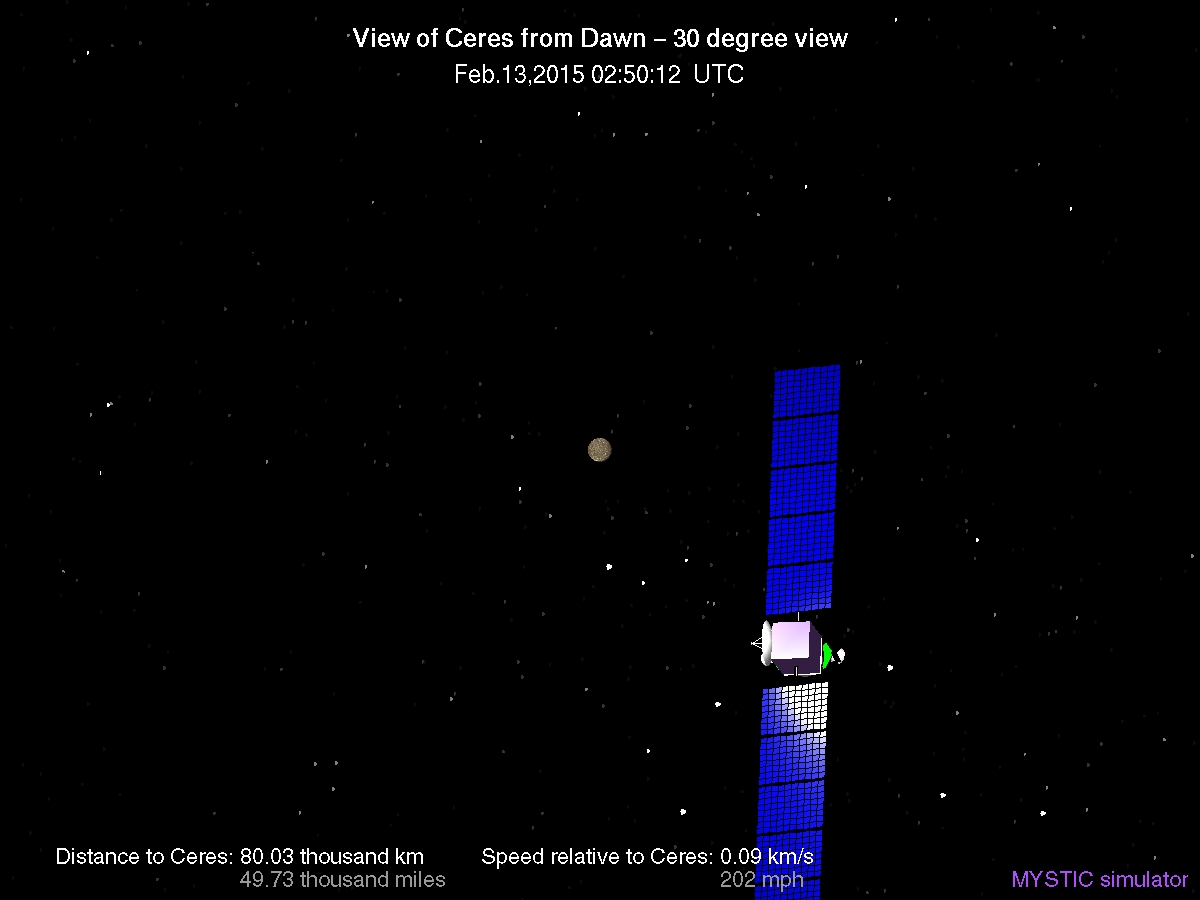 View of Ceres from Dawn – 30 degree view
Feb.13,2015 02:50:12 UTC
Distance to Ceres: 80.03 thousand km
49.73 thousand miles
Speed relative to Ceres: 0.09 km/s
202 mph
MYSTIC simulator